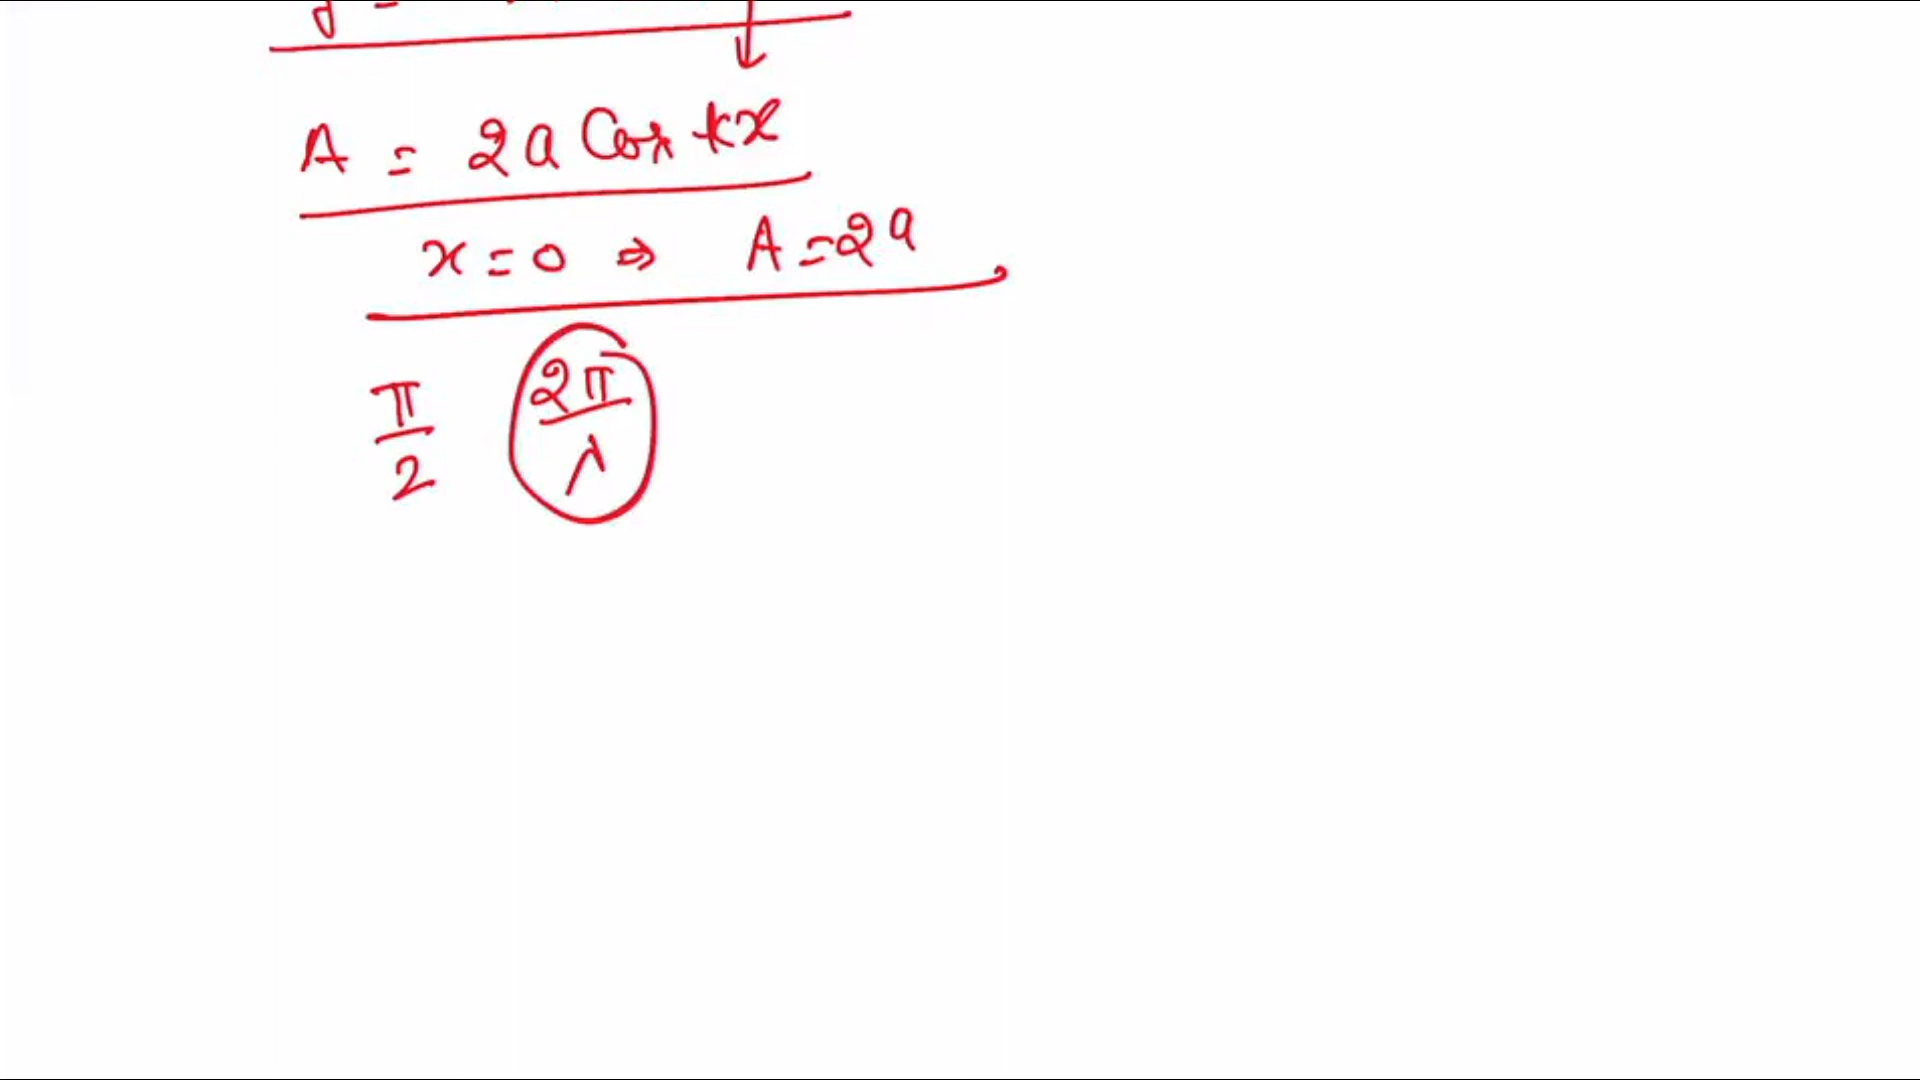 A = 2a Cos kx
x = 0 ⇒ A = 2a
π/2 2π/λ